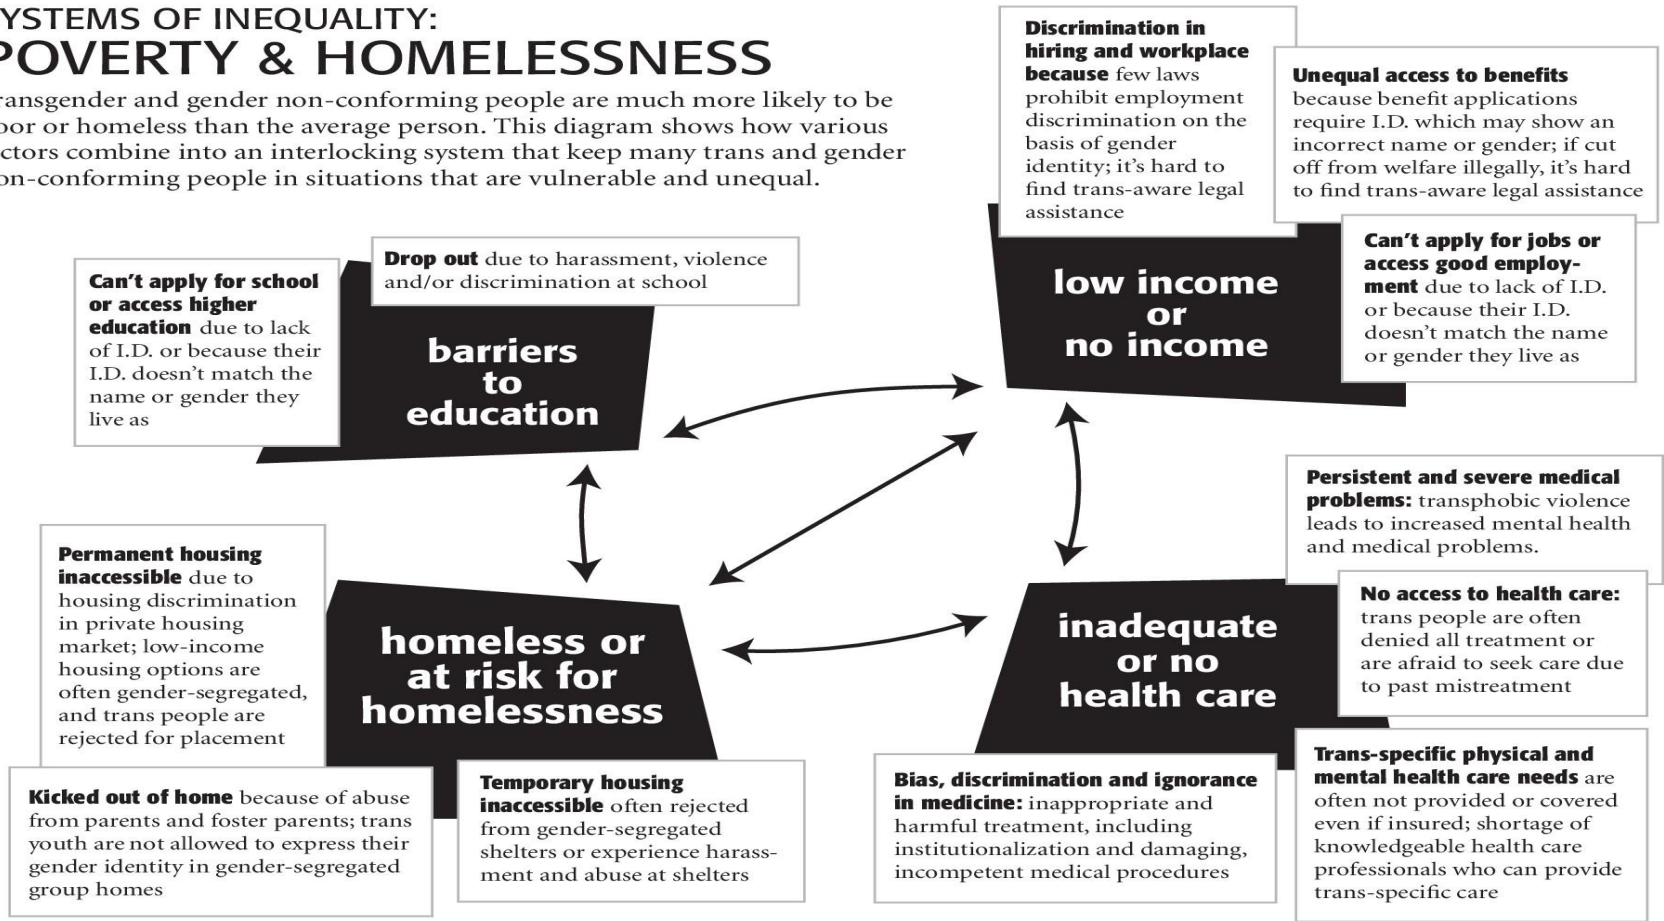 YSTEMS OF INEQUALITY:
POVERTY & HOMELESSNESS
ransgender and gender non-conforming people are much more likely to be
oor or homeless than the average person. This diagram shows how various
ctors combine into an interlocking system that keep many trans and gender
on-conforming people in situations that are vulnerable and unequal.
Can't apply for school
or access higher
education due to lack
of I.D. or because their
I.D. doesn't match the
name or gender they
live as
Drop out due to harassment, violence
and/or discrimination at school
barriers
to
education
Discrimination in
hiring and workplace
because few laws
prohibit employment
discrimination on the
basis of gender
identity; it's hard to
find trans-aware legal
assistance
Unequal access to benefits
because benefit applications
require I.D. which may show an
incorrect name or gender; if cut
off from welfare illegally, it's hard
to find trans-aware legal assistance
Can't apply for jobs or
access good employ-
ment due to lack of I.D.
or because their I.D.
doesn't match the name
or gender they live as
low income
or
no income
Permanent housing
inaccessible due to
housing discrimination
in private housing
market; low-income
housing options are
often gender-segregated,
and trans people are
rejected for placement
homeless or
at risk for
homelessness
Kicked out of home because of abuse
from parents and foster parents; trans
youth are not allowed to express their
gender identity in gender-segregated
group homes
Temporary housing
inaccessible often rejected
from gender-segregated
shelters or experience harass-
ment and abuse at shelters
Persistent and severe medical
problems: transphobic violence
leads to increased mental health
and medical problems.
No access to health care:
trans people are often
denied all treatment or
are afraid to seek care due
to past mistreatment
inadequate
or no
health care
Bias, discrimination and ignorance
in medicine: inappropriate and
harmful treatment, including
institutionalization and damaging,
incompetent medical procedures
Trans-specific physical and
mental health care needs are
often not provided or covered
even if insured; shortage of
knowledgeable health care
professionals who can provide
trans-specific care